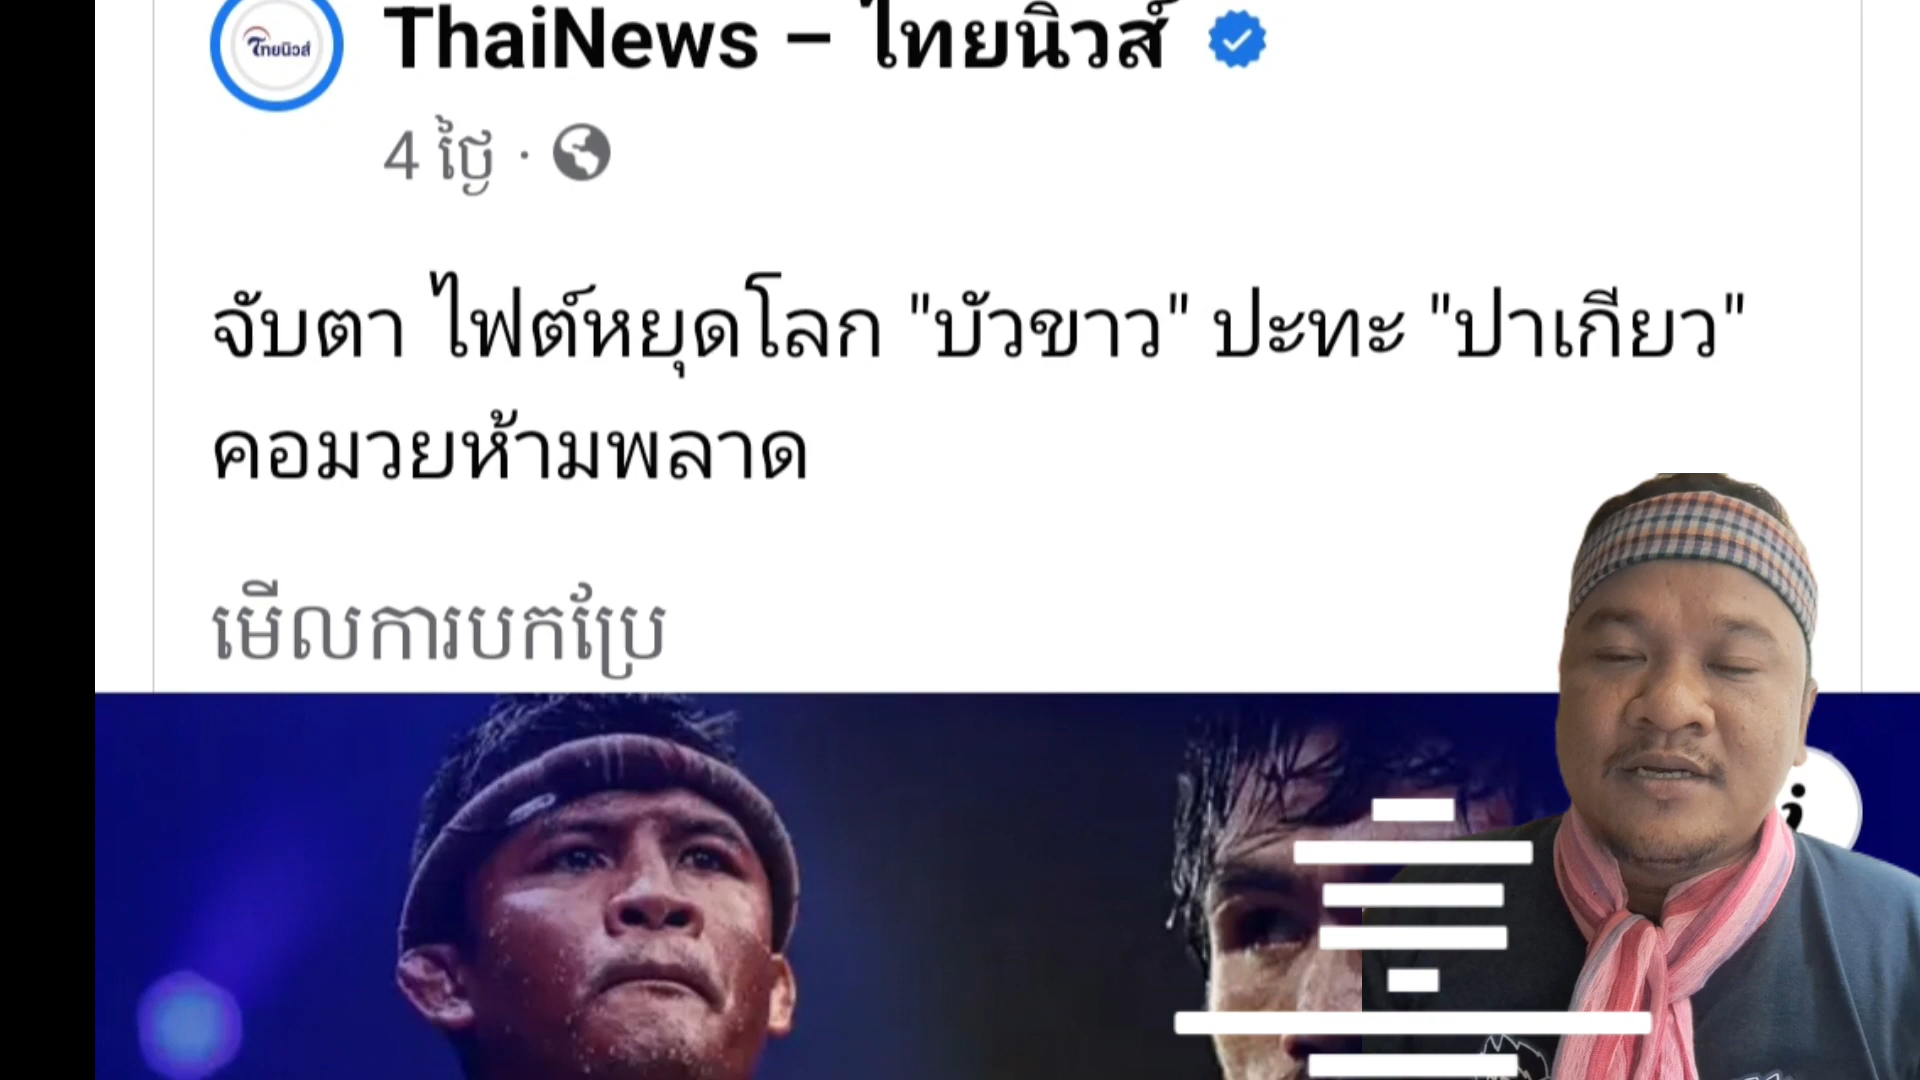 ไทยนิวส์
ThaiNews – ไทยนิวส์
4 ថ្ងៃ ·
จับตา ไฟต์หยุดโลก "บัวขาว" ปะทะ "ปาเกียว"
คอมวยห้ามพลาด
មើលការបកប្រែ